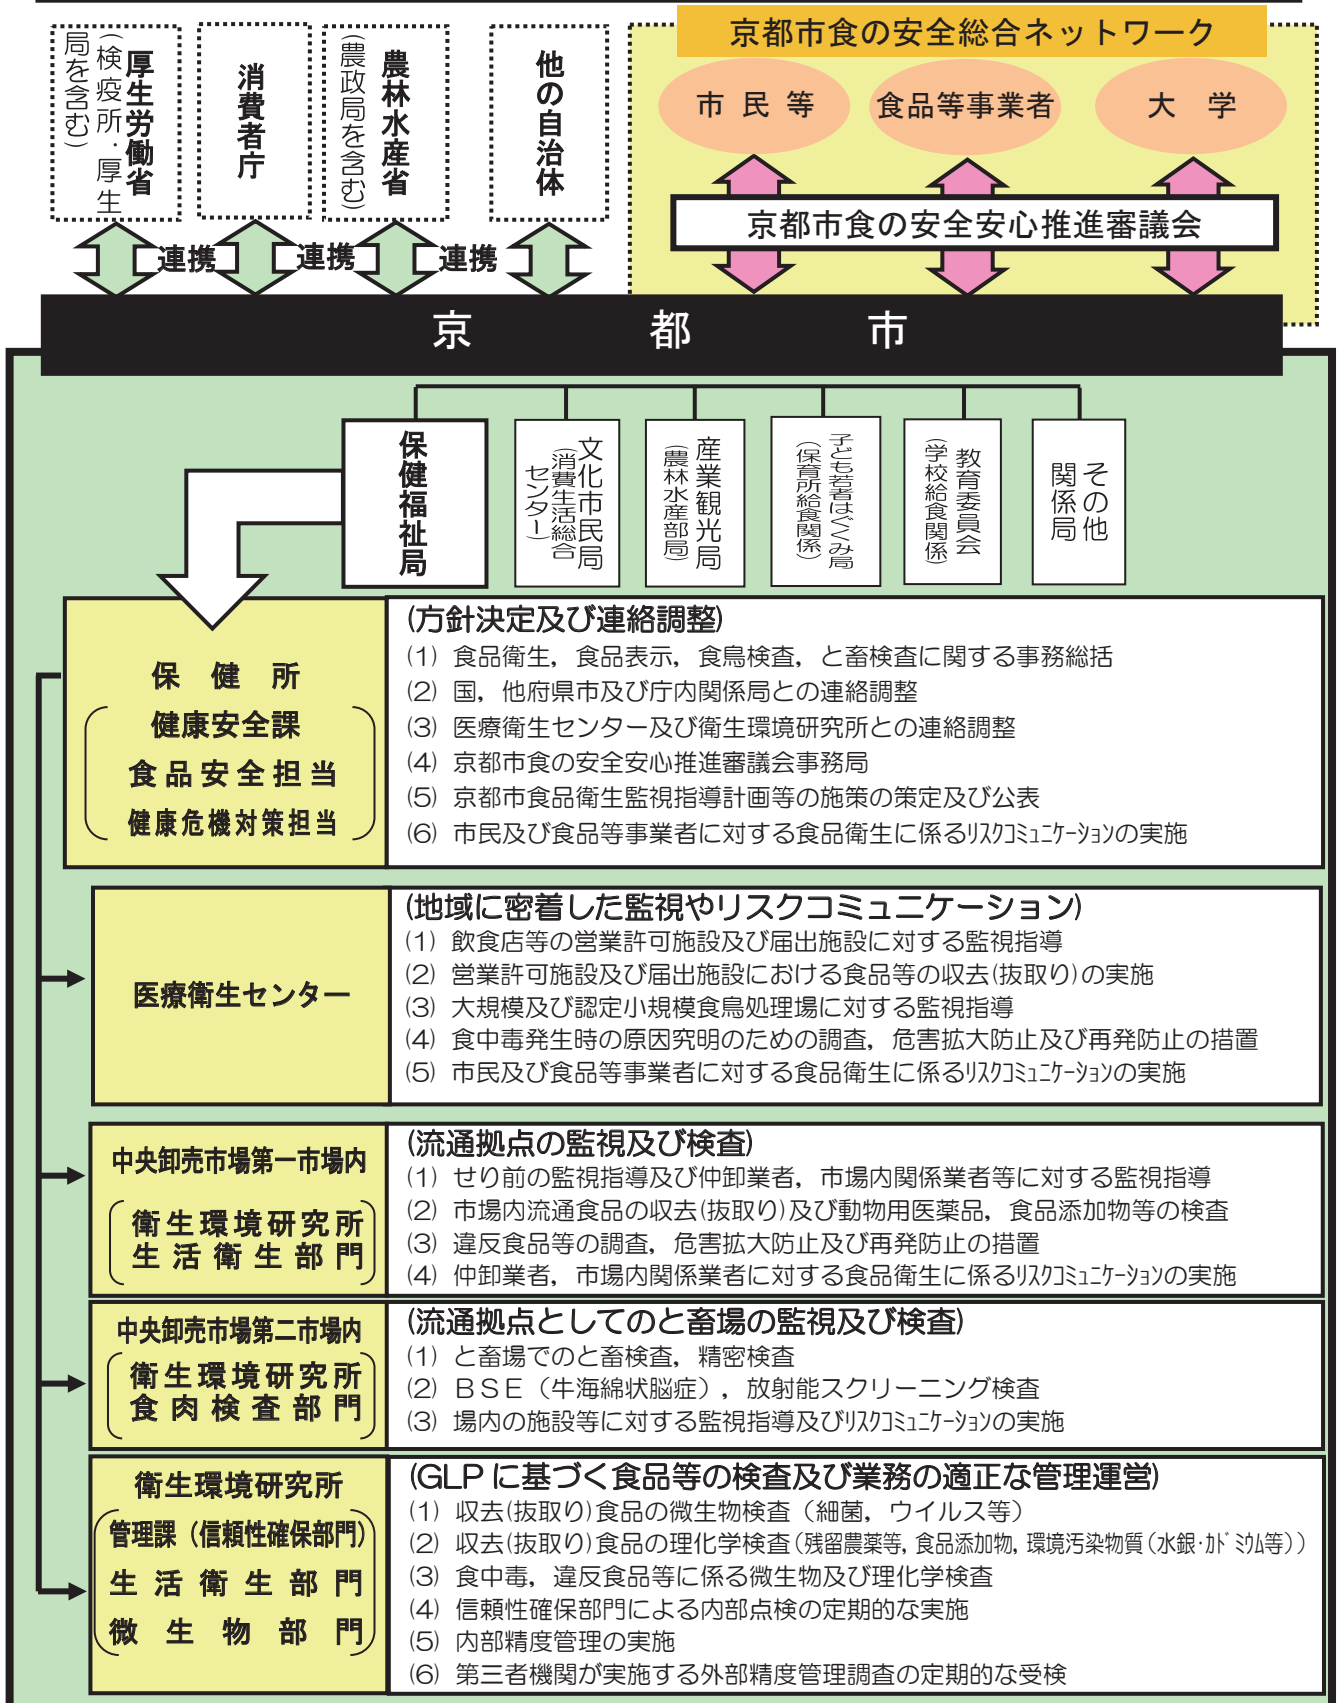 厚生労働省
(検疫所・厚生
局を含む)
消費者庁
農林水産省
(農政局を含む)
他の自治体
京都市食の安全総合ネットワーク
市民等
食品等事業者
大学
京都市食の安全安心推進審議会
連携
連携
連携
京都市
保健福祉局
文化市民局
(消費生活総合
センター)
産業観光局
(農林水産部局)
子ども若者はぐくみ局
(保育所給食関係)
教育委員会
(学校給食関係)
その他
関係局
保健所
健康安全課
食品安全担当
健康危機対策担当
(方針決定及び連絡調整)
(1) 食品衛生，食品表示，食鳥検査，と畜検査に関する事務総括
(2) 国，他府県市及び庁内関係局との連絡調整
(3) 医療衛生センター及び衛生環境研究所との連絡調整
(4) 京都市食の安全安心推進審議会事務局
(5) 京都市食品衛生監視指導計画等の施策の策定及び公表
(6) 市民及び食品等事業者に対する食品衛生に係るﾘｽｸｺﾐｭﾆｹｰｼｮﾝの実施
医療衛生センター
(地域に密着した監視やリスクコミュニケーション)
(1) 飲食店等の営業許可施設及び届出施設に対する監視指導
(2) 営業許可施設及び届出施設における食品等の収去(抜取り)の実施
(3) 大規模及び認定小規模食鳥処理場に対する監視指導
(4) 食中毒発生時の原因究明のための調査，危害拡大防止及び再発防止の措置
(5) 市民及び食品等事業者に対する食品衛生に係るﾘｽｸｺﾐｭﾆｹｰｼｮﾝの実施
中央卸売市場第一市場内
衛生環境研究所
生活衛生部門
(流通拠点の監視及び検査)
(1) せり前の監視指導及び仲卸業者，市場内関係業者等に対する監視指導
(2) 市場内流通食品の収去(抜取り)及び動物用医薬品，食品添加物等の検査
(3) 違反食品等の調査，危害拡大防止及び再発防止の措置
(4) 仲卸業者，市場内関係業者に対する食品衛生に係るﾘｽｸｺﾐｭﾆｹｰｼｮﾝの実施
中央卸売市場第二市場内
衛生環境研究所
食肉検査部門
(流通拠点としてのと畜場の監視及び検査)
(1) と畜場でのと畜検査，精密検査
(2) ＢＳＥ（牛海綿状脳症），放射能スクリーニング検査
(3) 場内の施設等に対する監視指導及びﾘｽｸｺﾐｭﾆｹｰｼｮﾝの実施
衛生環境研究所
管理課（信頼性確保部門）
生活衛生部門
微生物部門
(GLP に基づく食品等の検査及び業務の適正な管理運営)
(1) 収去(抜取り)食品の微生物検査（細菌，ウイルス等）
(2) 収去(抜取り)食品の理化学検査（残留農薬等，食品添加物，環境汚染物質（水銀･ｶﾄﾞﾐｳﾑ等））
(3) 食中毒，違反食品等に係る微生物及び理化学検査
(4) 信頼性確保部門による内部点検の定期的な実施
(5) 内部精度管理の実施
(6) 第三者機関が実施する外部精度管理調査の定期的な受検